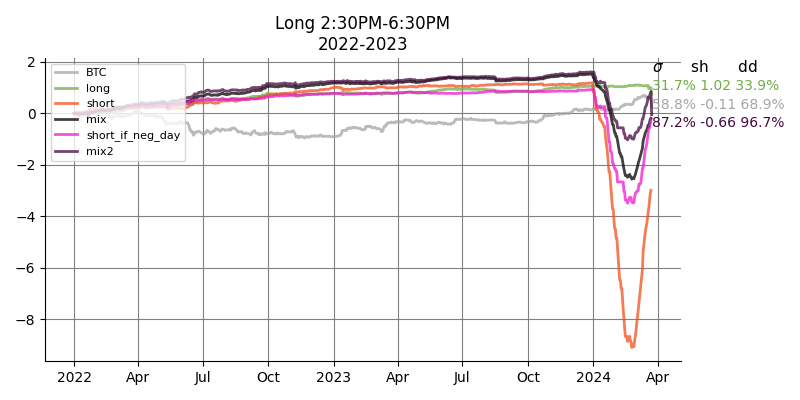 Long 2:30PM-6:30PM
2022-2023
σ sh dd
31.7% 1.02 33.9%
68.9%
87.2% -0.66 96.7%
BTC
long
short
mix
short_if_neg_day
mix2
2
0
−2
−4
−6
−8
2022 Apr Jul Oct 2023 Apr Jul Oct 2024 Apr